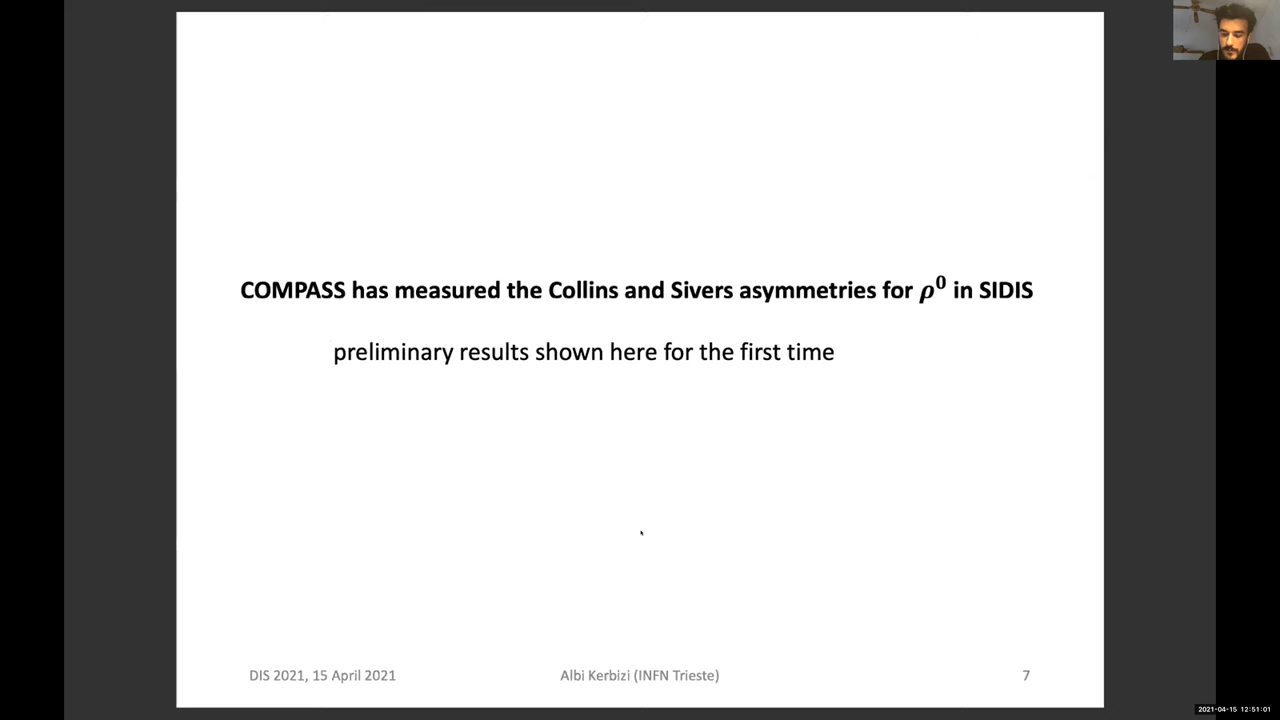 COMPASS has measured the Collins and Sivers asymmetries for ρ⁰ in SIDIS
preliminary results shown here for the first time
DIS 2021, 15 April 2021
Albi Kerbizi (INFN Trieste)
7
2021-04-15 12:51:01